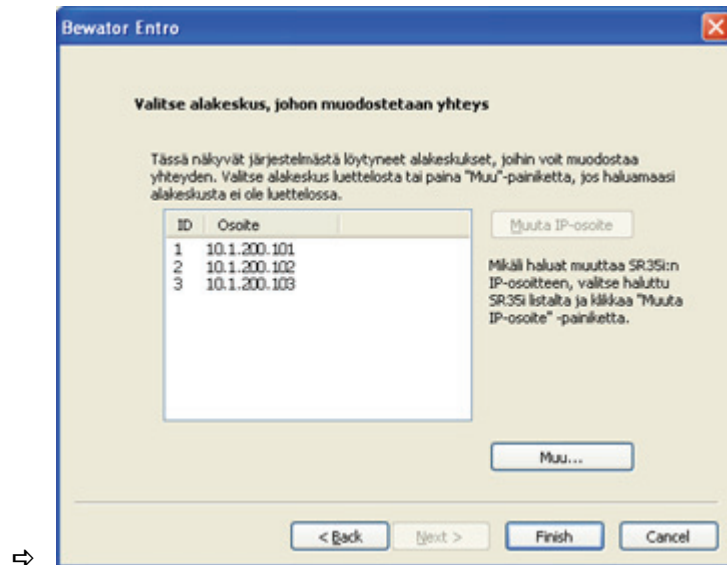 Bewator Entro
Valitse alakeskus, johon muodostetaan yhteys
Tässä näkyvät järjestelmästä löytyneet alakeskukset, joihin voit muodostaa
yhteyden. Valitse alakeskus luettelosta tai paina "Muu"-painiketta, jos haluamaasi
alakeskusta ei ole luettelossa.
ID Osoite
1 10.1.200.101
2 10.1.200.102
3 10.1.200.103
Muuta IP-osoite
Mikäli haluat muuttaa SR35i:n
IP-osoitteen, valitse haluttu
SR35i listalta ja klikkaa "Muuta
IP-osoite" -painiketta.
Muu...
< Back Next > Finish Cancel